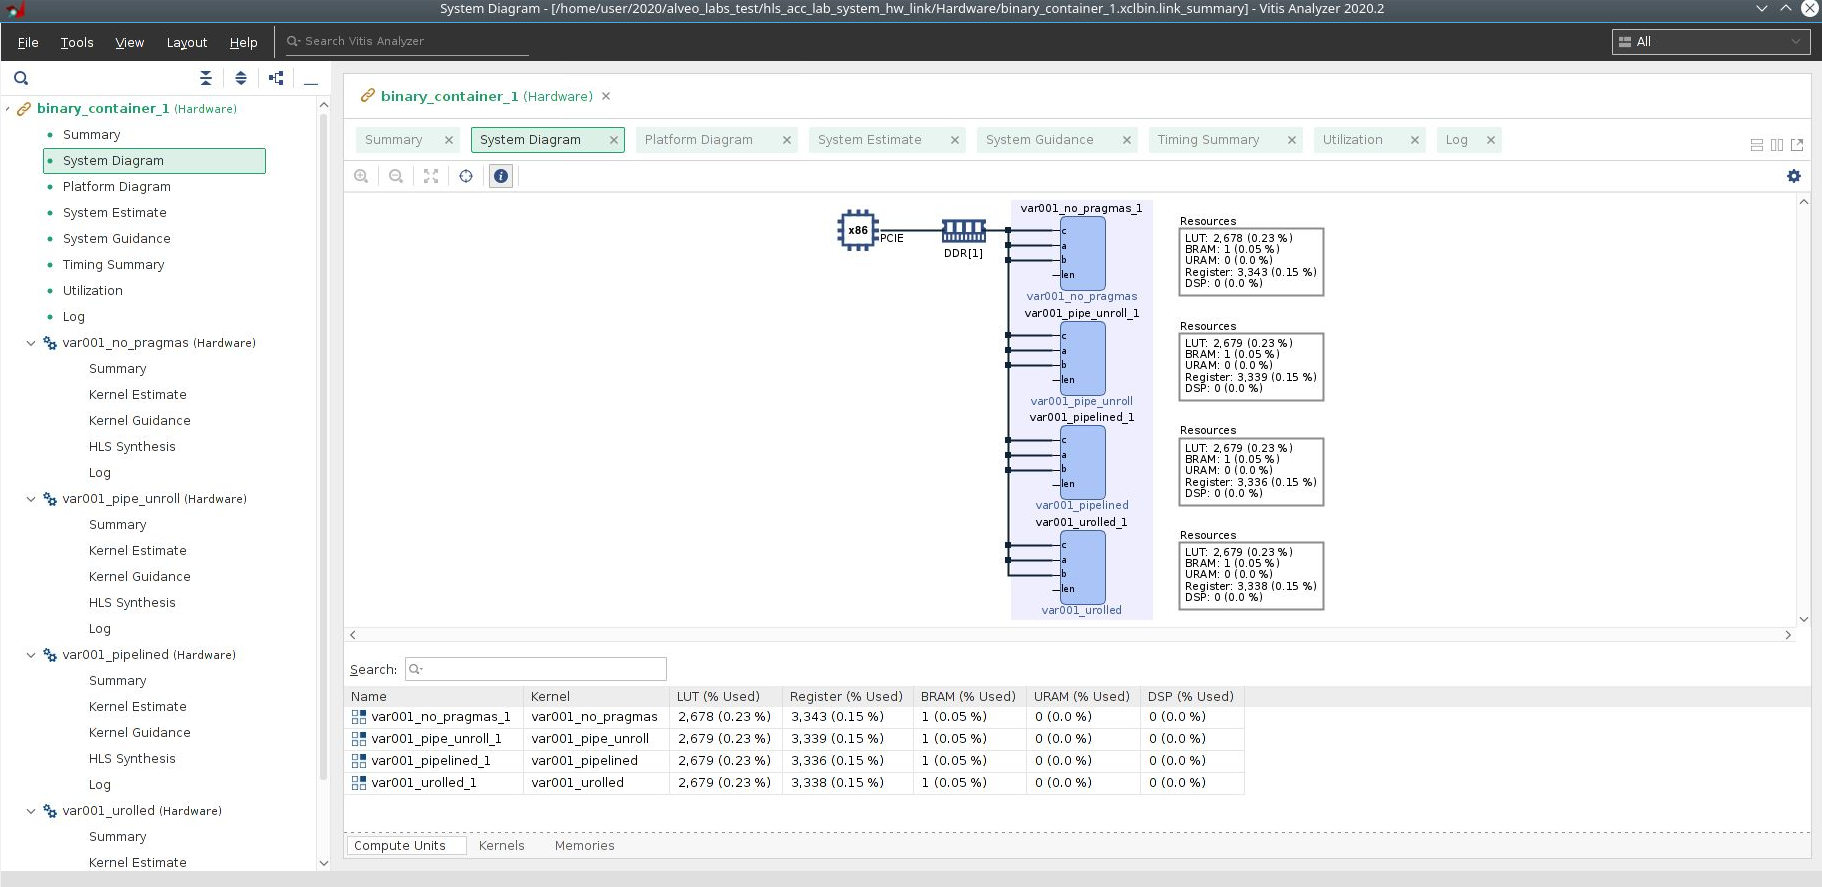 System Diagram - [/home/user/2020/alveo_labs_test/hls_acc_lab_system_hw_link/Hardware/binary_container_1.xclbin.link_summary] - Vitis Analyzer 2020.2
File Tools View Layout Help Search Vitis Analyzer All
binary_container_1 (Hardware)
Summary
System Diagram
Platform Diagram
System Estimate
System Guidance
Timing Summary
Utilization
Log
var001_no_pragmas (Hardware)
Summary
Kernel Estimate
Kernel Guidance
HLS Synthesis
Log
var001_pipe_unroll (Hardware)
Summary
Kernel Estimate
Kernel Guidance
HLS Synthesis
Log
var001_pipelined (Hardware)
Summary
Kernel Estimate
Kernel Guidance
HLS Synthesis
Log
var001_urolled (Hardware)
Summary
Kernel Estimate
binary_container_1 (Hardware)
Summary System Diagram Platform Diagram System Estimate System Guidance Timing Summary Utilization Log
x86
PCIE
DDR[1]
var001_no_pragmas_1
c
a
b
len
var001_no_pragmas
Resources
LUT: 2,678 (0.23 %)
BRAM: 1 (0.05 %)
URAM: 0 (0.0 %)
Register: 3,343 (0.15 %)
DSP: 0 (0.0 %)
var001_pipe_unroll_1
c
a
b
len
var001_pipe_unroll
Resources
LUT: 2,679 (0.23 %)
BRAM: 1 (0.05 %)
URAM: 0 (0.0 %)
Register: 3,339 (0.15 %)
DSP: 0 (0.0 %)
var001_pipelined_1
c
a
b
len
var001_pipelined
Resources
LUT: 2,679 (0.23 %)
BRAM: 1 (0.05 %)
URAM: 0 (0.0 %)
Register: 3,336 (0.15 %)
DSP: 0 (0.0 %)
var001_urolled_1
c
a
b
len
var001_urolled
Resources
LUT: 2,679 (0.23 %)
BRAM: 1 (0.05 %)
URAM: 0 (0.0 %)
Register: 3,338 (0.15 %)
DSP: 0 (0.0 %)
Search:
Name Kernel LUT (% Used) Register (% Used) BRAM (% Used) URAM (% Used) DSP (% Used)
var001_no_pragmas_1 var001_no_pragmas 2,678 (0.23 %) 3,343 (0.15 %) 1 (0.05 %) 0 (0.0 %) 0 (0.0 %)
var001_pipe_unroll_1 var001_pipe_unroll 2,679 (0.23 %) 3,339 (0.15 %) 1 (0.05 %) 0 (0.0 %) 0 (0.0 %)
var001_pipelined_1 var001_pipelined 2,679 (0.23 %) 3,336 (0.15 %) 1 (0.05 %) 0 (0.0 %) 0 (0.0 %)
var001_urolled_1 var001_urolled 2,679 (0.23 %) 3,338 (0.15 %) 1 (0.05 %) 0 (0.0 %) 0 (0.0 %)
Compute Units Kernels Memories